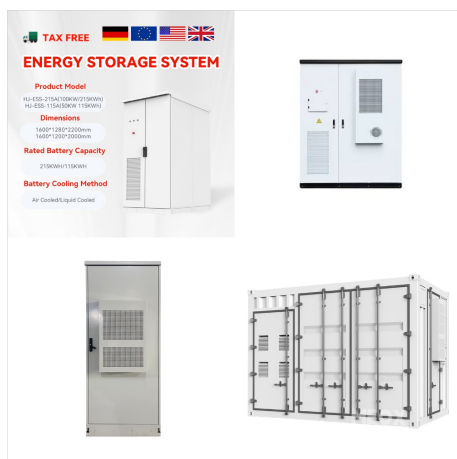 TAX FREE
ENERGY STORAGE SYSTEM
Product Model
HJ-ESS-215A(100KW/215KWh)
HJ-ESS-115A(50KW 115KWh)
Dimensions
1600*1280*2200mm
1600*1200*2000mm
Rated Battery Capacity
215KWH/115KWH
Battery Cooling Method
Air Cooled/Liquid Cooled